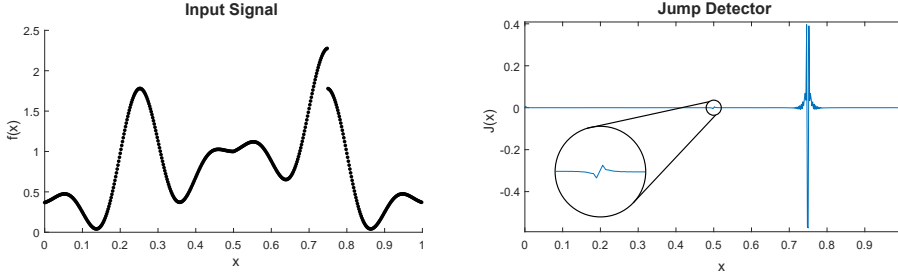 Input Signal
2.5
2
1.5
1
0.5
0
f(x)
0 0.1 0.2 0.3 0.4 0.5 0.6 0.7 0.8 0.9 1
x
Jump Detector
0.4
0.2
0
-0.2
-0.4
J(x)
0 0.1 0.2 0.3 0.4 0.5 0.6 0.7 0.8 0.9
x